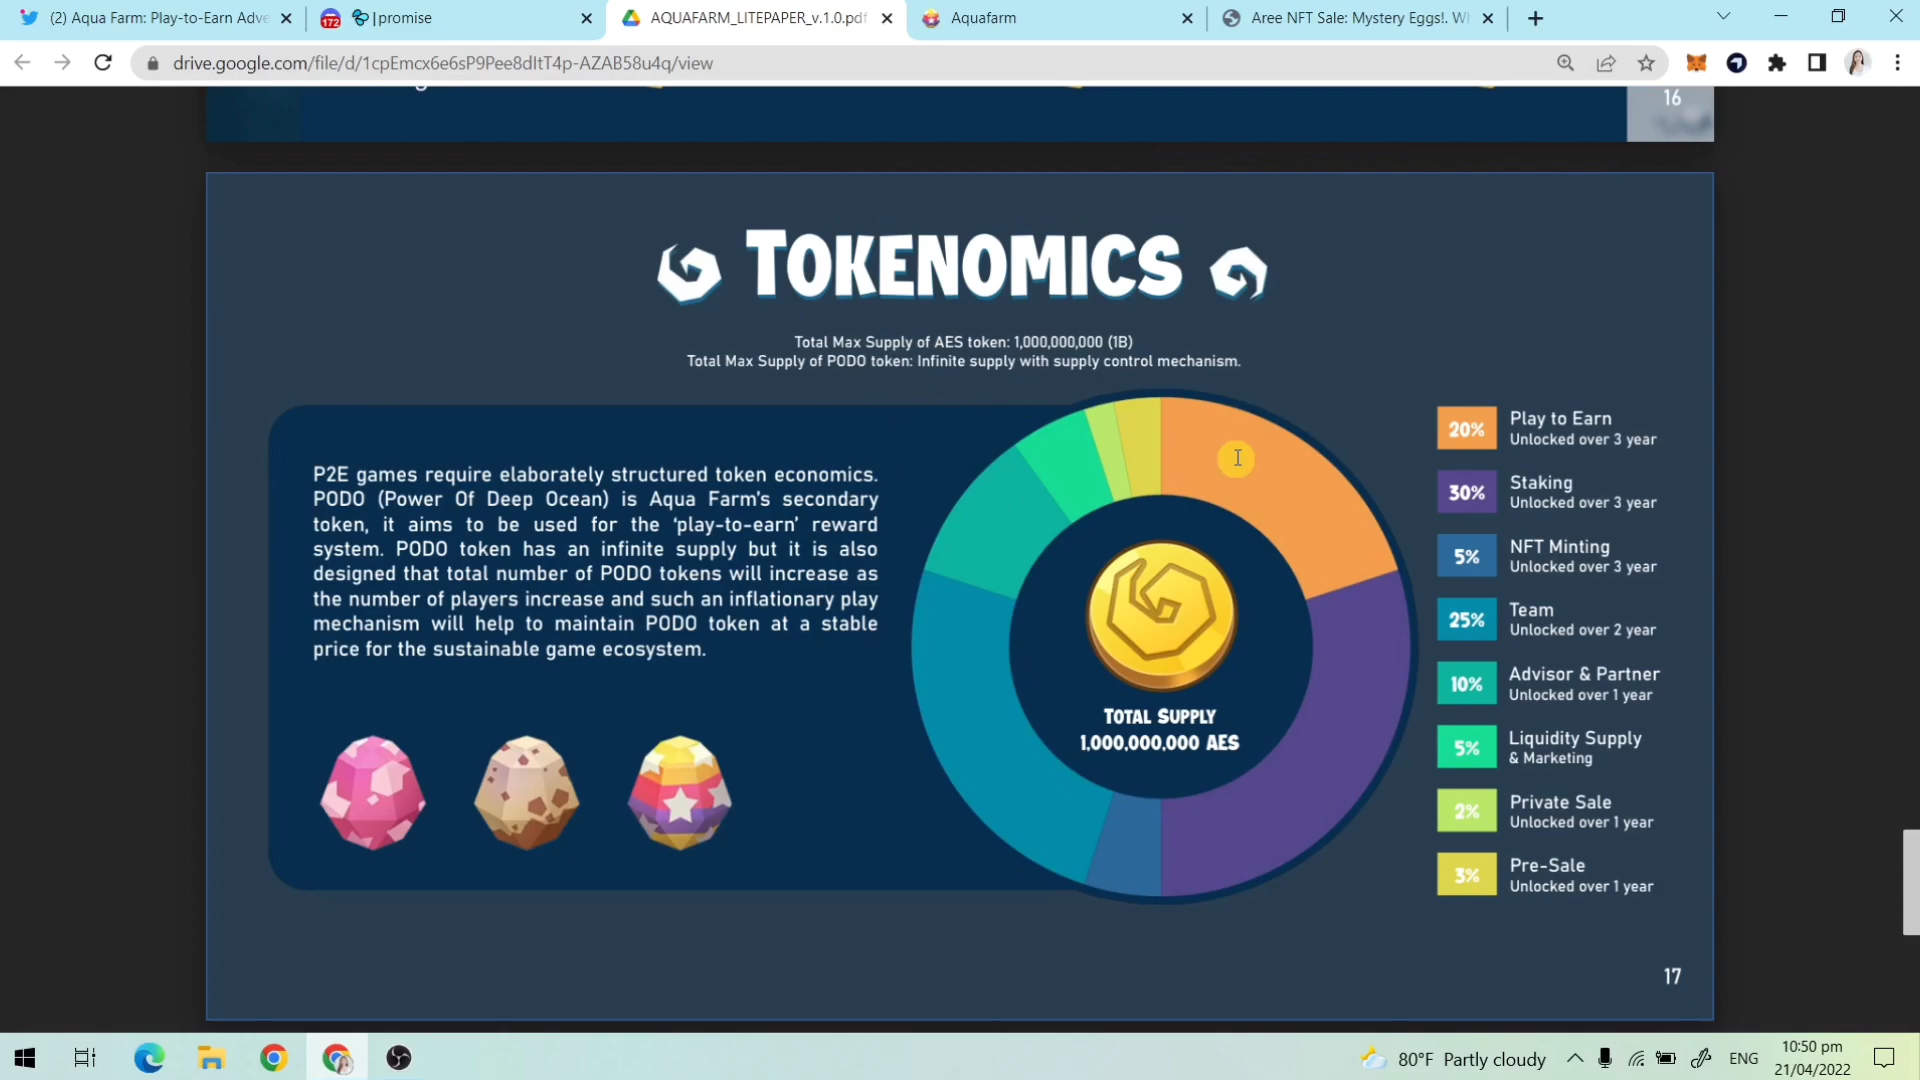 (2) Aqua Farm: Play-to-Earn Adve
172
|promise
AQUAFARM_LITEPAPER_v.1.0.pdf
Aquafarm
Aree NFT Sale: Mystery Eggs!. W
drive.google.com/file/d/1cpEmcx6e6sP9Pee8dItT4p-AZAB58u4q/view
16
TOKENOMICS
Total Max Supply of AES token: 1,000,000,000 (1B)
Total Max Supply of PODO token: Infinite supply with supply control mechanism.
P2E games require elaborately structured token economics.
PODO (Power Of Deep Ocean) is Aqua Farm's secondary
token, it aims to be used for the 'play-to-earn' reward
system. PODO token has an infinite supply but it is also
designed that total number of PODO tokens will increase as
the number of players increase and such an inflationary play
mechanism will help to maintain PODO token at a stable
price for the sustainable game ecosystem.
TOTAL SUPPLY
1,000,000,000 AES
20%
Play to Earn
Unlocked over 3 year
30%
Staking
Unlocked over 3 year
5%
NFT Minting
Unlocked over 3 year
25%
Team
Unlocked over 2 year
10%
Advisor & Partner
Unlocked over 1 year
5%
Liquidity Supply
& Marketing
2%
Private Sale
Unlocked over 1 year
3%
Pre-Sale
Unlocked over 1 year
17
80°F Partly cloudy
ENG
10:50 pm
21/04/2022